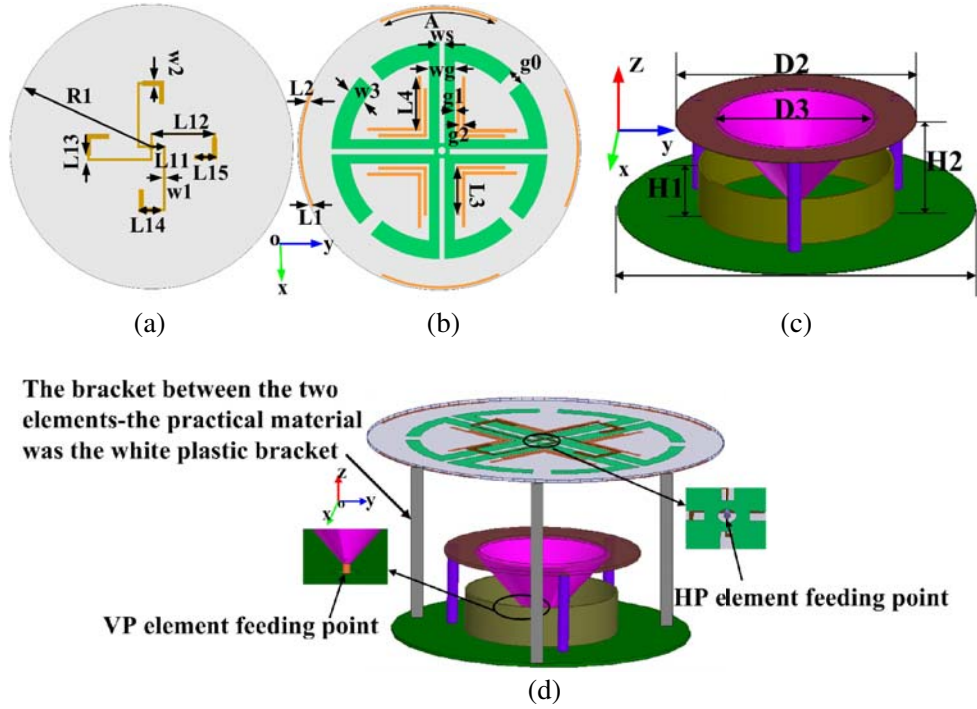 R1
w2
L13
L12
L11
L15
w1
L14
(a)
A
ws
wg
g0
w3
L2
L4
g1
g2
L3
L1
o
y
x
(b)
z
y
x
D2
D3
H1
H2
(c)
The bracket between the two
elements-the practical material
was the white plastic bracket
z
o
y
x
VP element feeding point
HP element feeding point
(d)